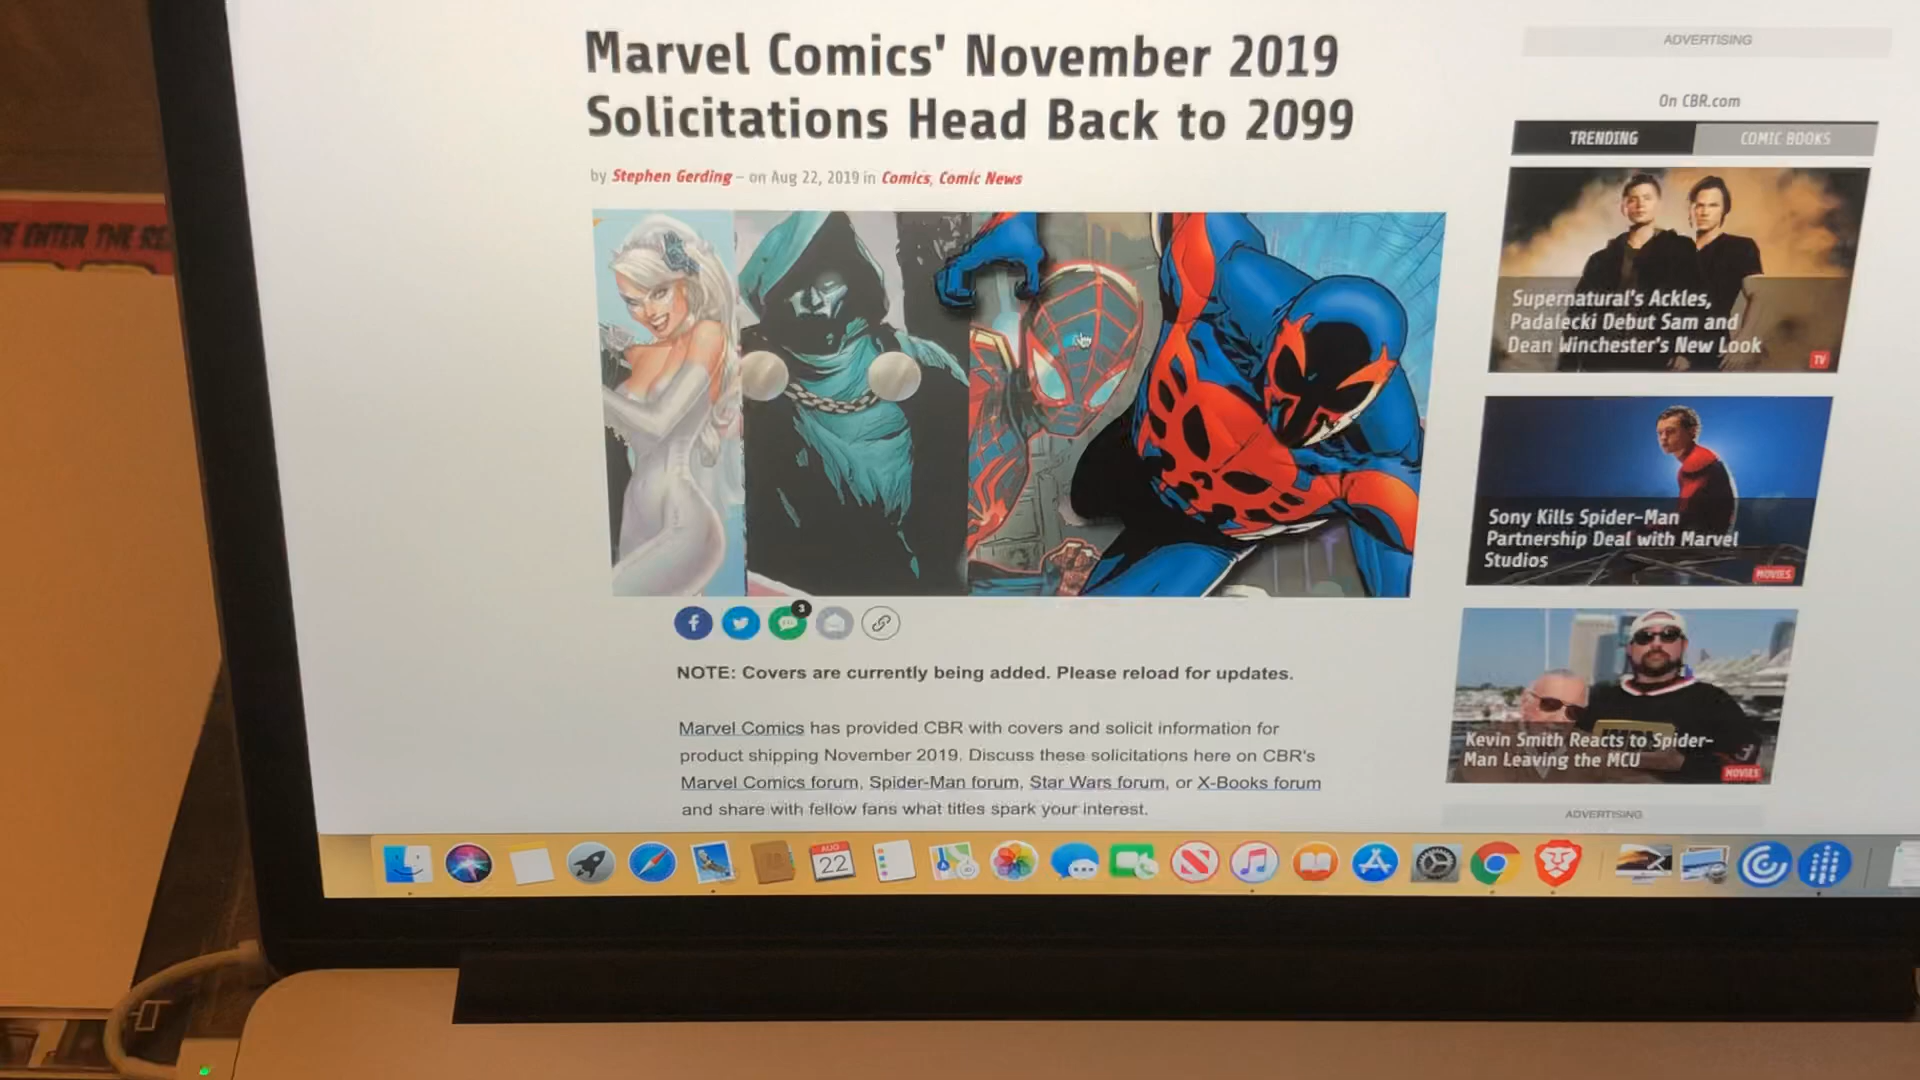 Marvel Comics' November 2019
Solicitations Head Back to 2099
by Stephen Gerding – on Aug 22, 2019 in Comics, Comic News
3
NOTE: Covers are currently being added. Please reload for updates.
Marvel Comics has provided CBR with covers and solicit information for
product shipping November 2019. Discuss these solicitations here on CBR's
Marvel Comics forum, Spider-Man forum, Star Wars forum, or X-Books forum
and share with fellow fans what titles spark your interest.
ADVERTISING
On CBR.com
TRENDING
COMIC BOOKS
Supernatural's Ackles,
Padalecki Debut Sam and
Dean Winchester's New Look
TV
Sony Kills Spider-Man
Partnership Deal with Marvel
Studios
MOVIES
Kevin Smith Reacts to Spider-
Man Leaving the MCU
MOVIES
ADVERTISING
AUG
22
ENTER THE